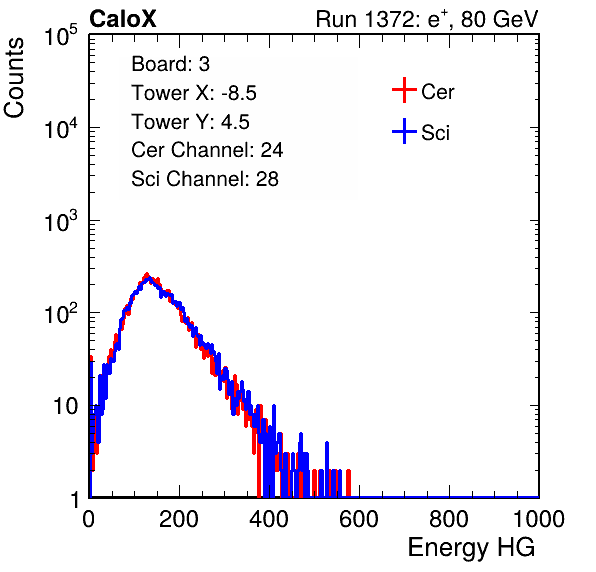 CaloX Run 1372: e⁺, 80 GeV
Counts
Board: 3
Tower X: -8.5
Tower Y: 4.5
Cer Channel: 24
Sci Channel: 28
Cer
Sci
10⁵
10⁴
10³
10²
10
1
0 200 400 600 800 1000
Energy HG